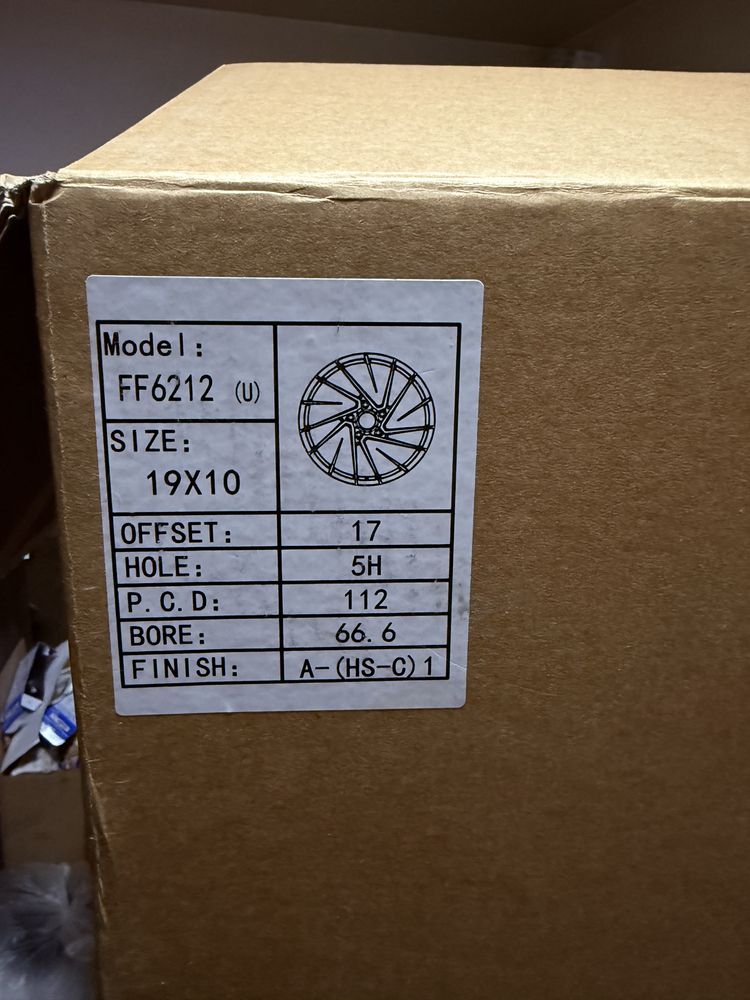 Model:
FF6212 (U)
SIZE:
19X10
OFFSET: 17
HOLE: 5H
P.C.D: 112
BORE: 66.6
FINISH: A-(HS-C)1